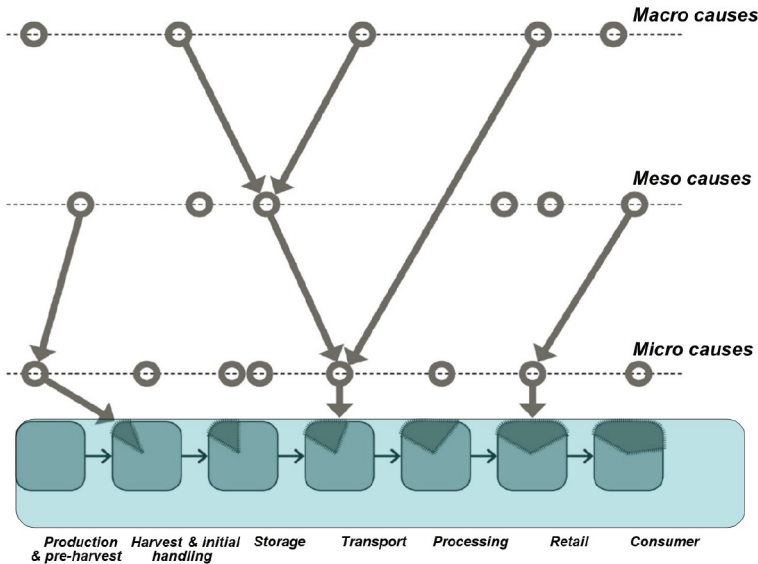 Macro causes
Meso causes
Micro causes
Production
& pre-harvest
Harvest & initial
handling
Storage
Transport
Processing
Retail
Consumer